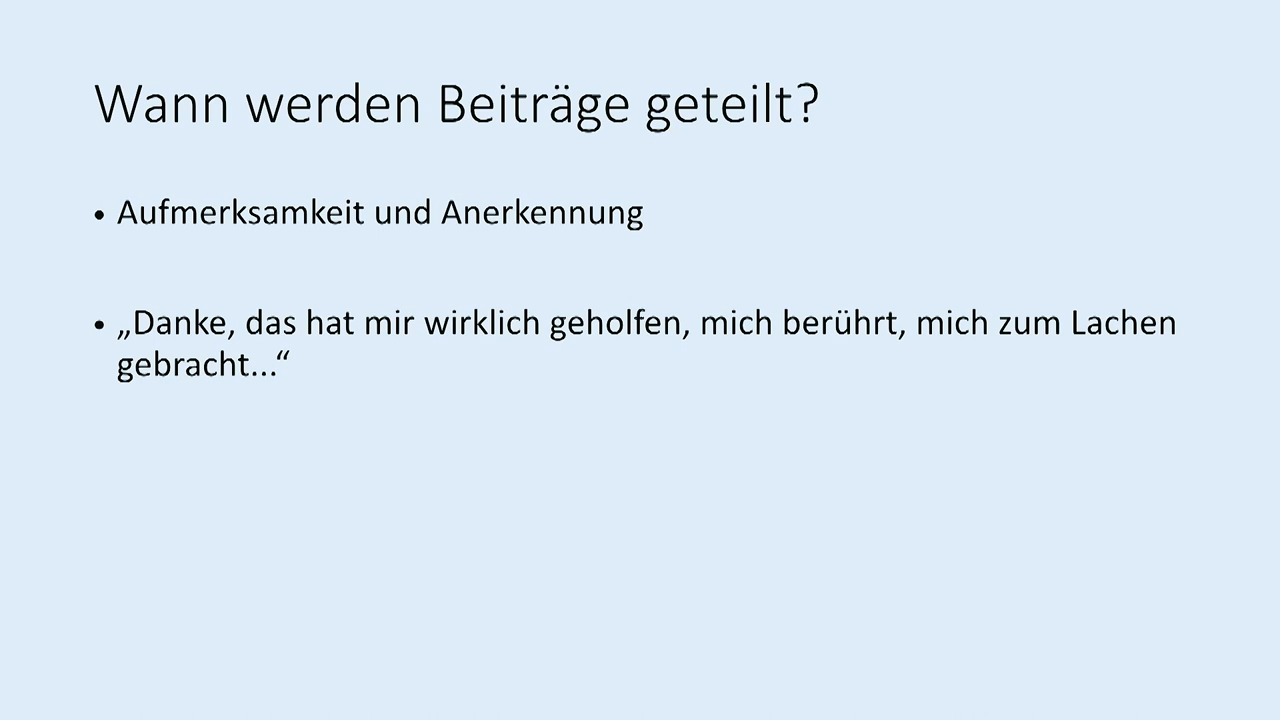 Wann werden Beiträge geteilt?
• Aufmerksamkeit und Anerkennung
• „Danke, das hat mir wirklich geholfen, mich berührt, mich zum Lachen
gebracht...“